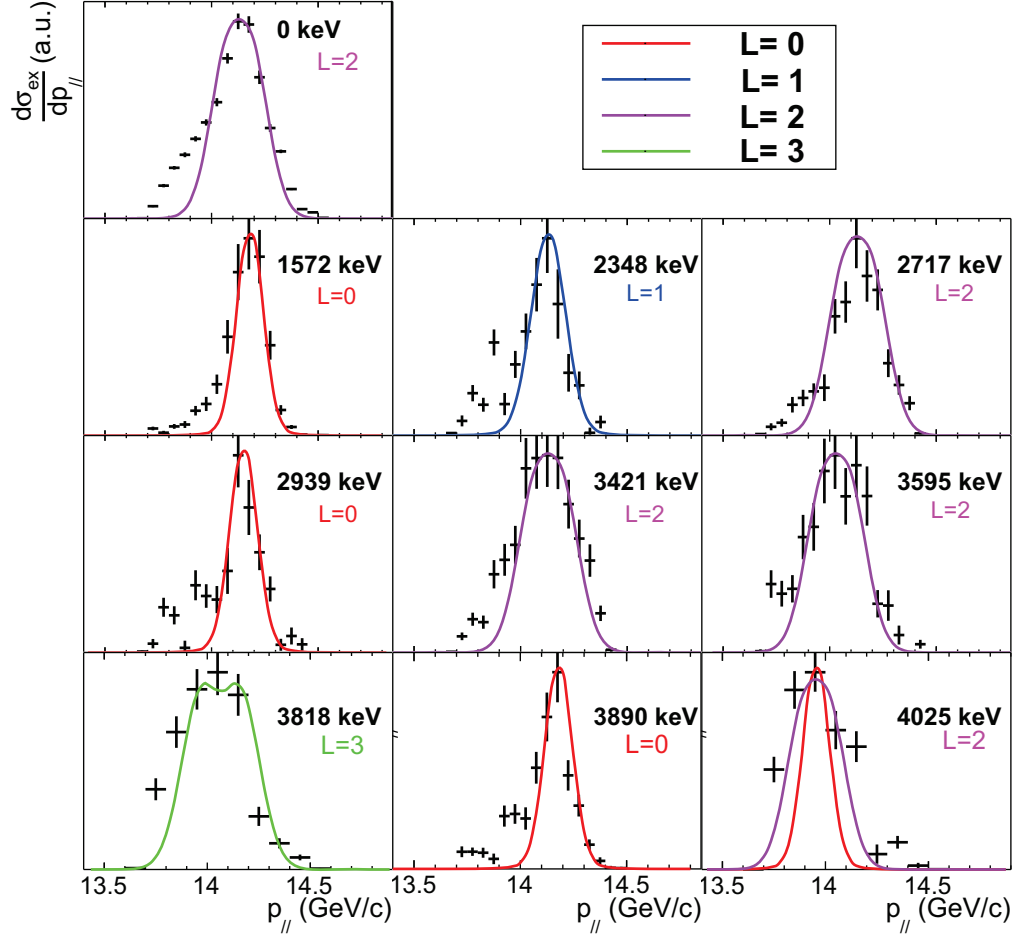 dσex/dp// (a.u.)
0 keV
L=2
L= 0
L= 1
L= 2
L= 3
1572 keV
L=0
2348 keV
L=1
2717 keV
L=2
2939 keV
L=0
3421 keV
L=2
3595 keV
L=2
3818 keV
L=3
3890 keV
L=0
4025 keV
L=2
13.5 14 14.5
13.5 14 14.5
13.5 14 14.5
p// (GeV/c)
p// (GeV/c)
p// (GeV/c)